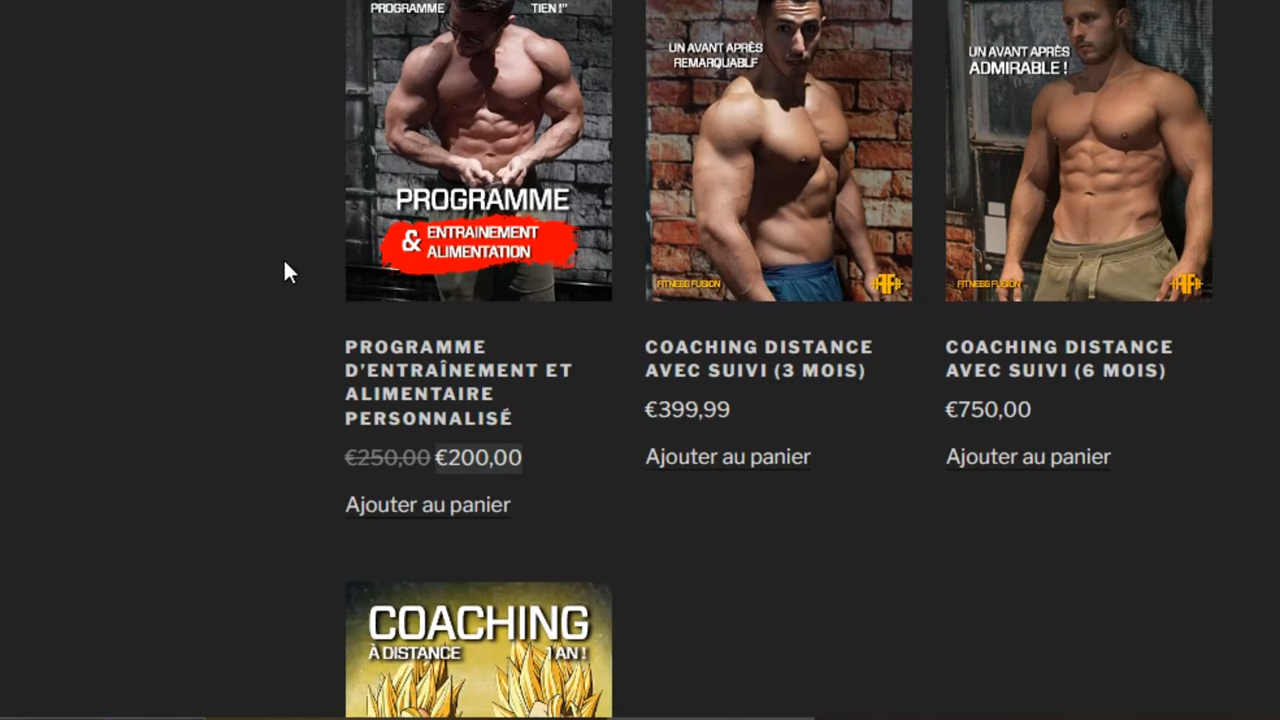 PROGRAMME TIEN !"
PROGRAMME
& ENTRAINEMENT
ALIMENTATION
UN AVANT APRÈS
REMARQUABLE
FITNESS FUSION
UN AVANT APRÈS
ADMIRABLE !
FITNESS FUSION
PROGRAMME
D'ENTRAÎNEMENT ET
ALIMENTAIRE
PERSONNALISÉ
€250,00 €200,00
Ajouter au panier
COACHING DISTANCE
AVEC SUIVI (3 MOIS)
€399,99
Ajouter au panier
COACHING DISTANCE
AVEC SUIVI (6 MOIS)
€750,00
Ajouter au panier
COACHING
À DISTANCE 1 AN !